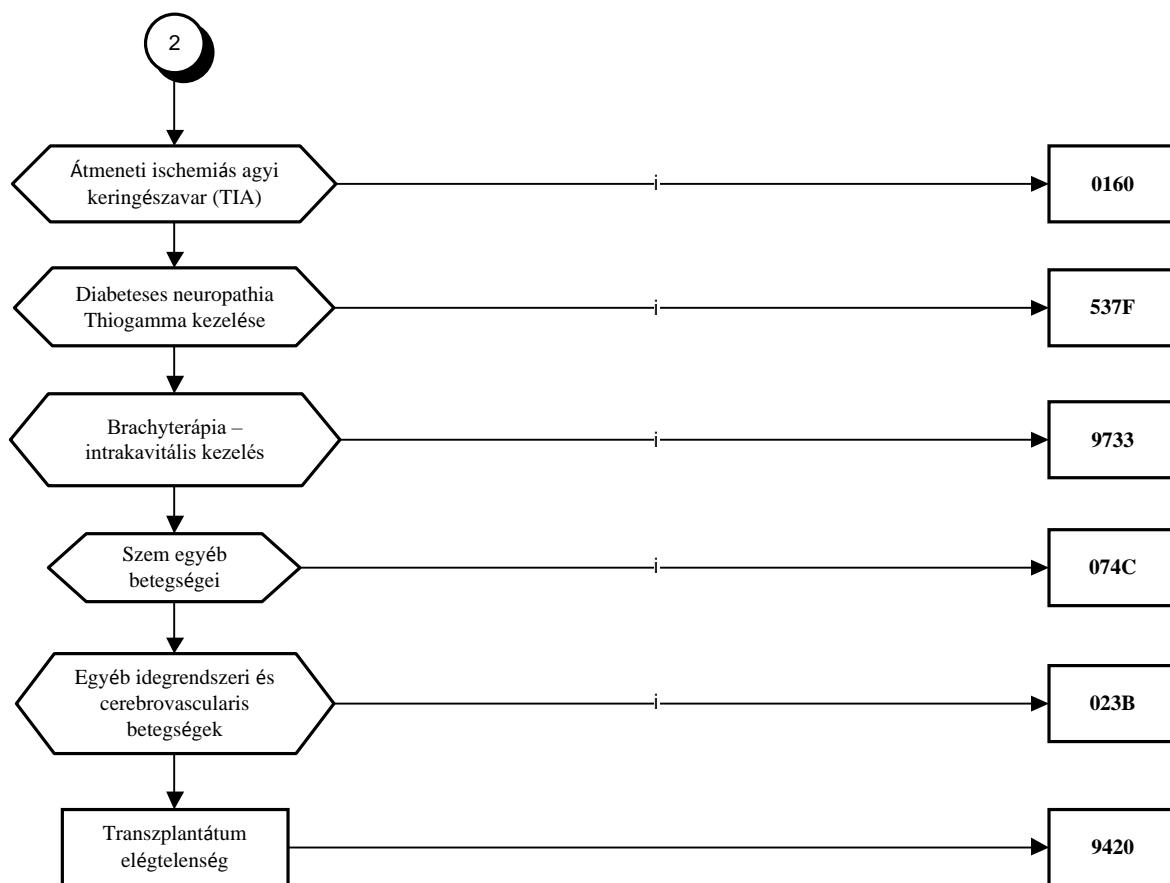 2
Átmeneti ischemiás agyi
keringészavar (TIA)
i
0160
Diabeteses neuropathia
Thiogamma kezelése
i
537F
Brachyterápia –
intrakavitális kezelés
i
9733
Szem egyéb
betegségei
i
074C
Egyéb idegrendszeri és
cerebrovascularis
betegségek
i
023B
Transzplantátum
elégtelenség
9420